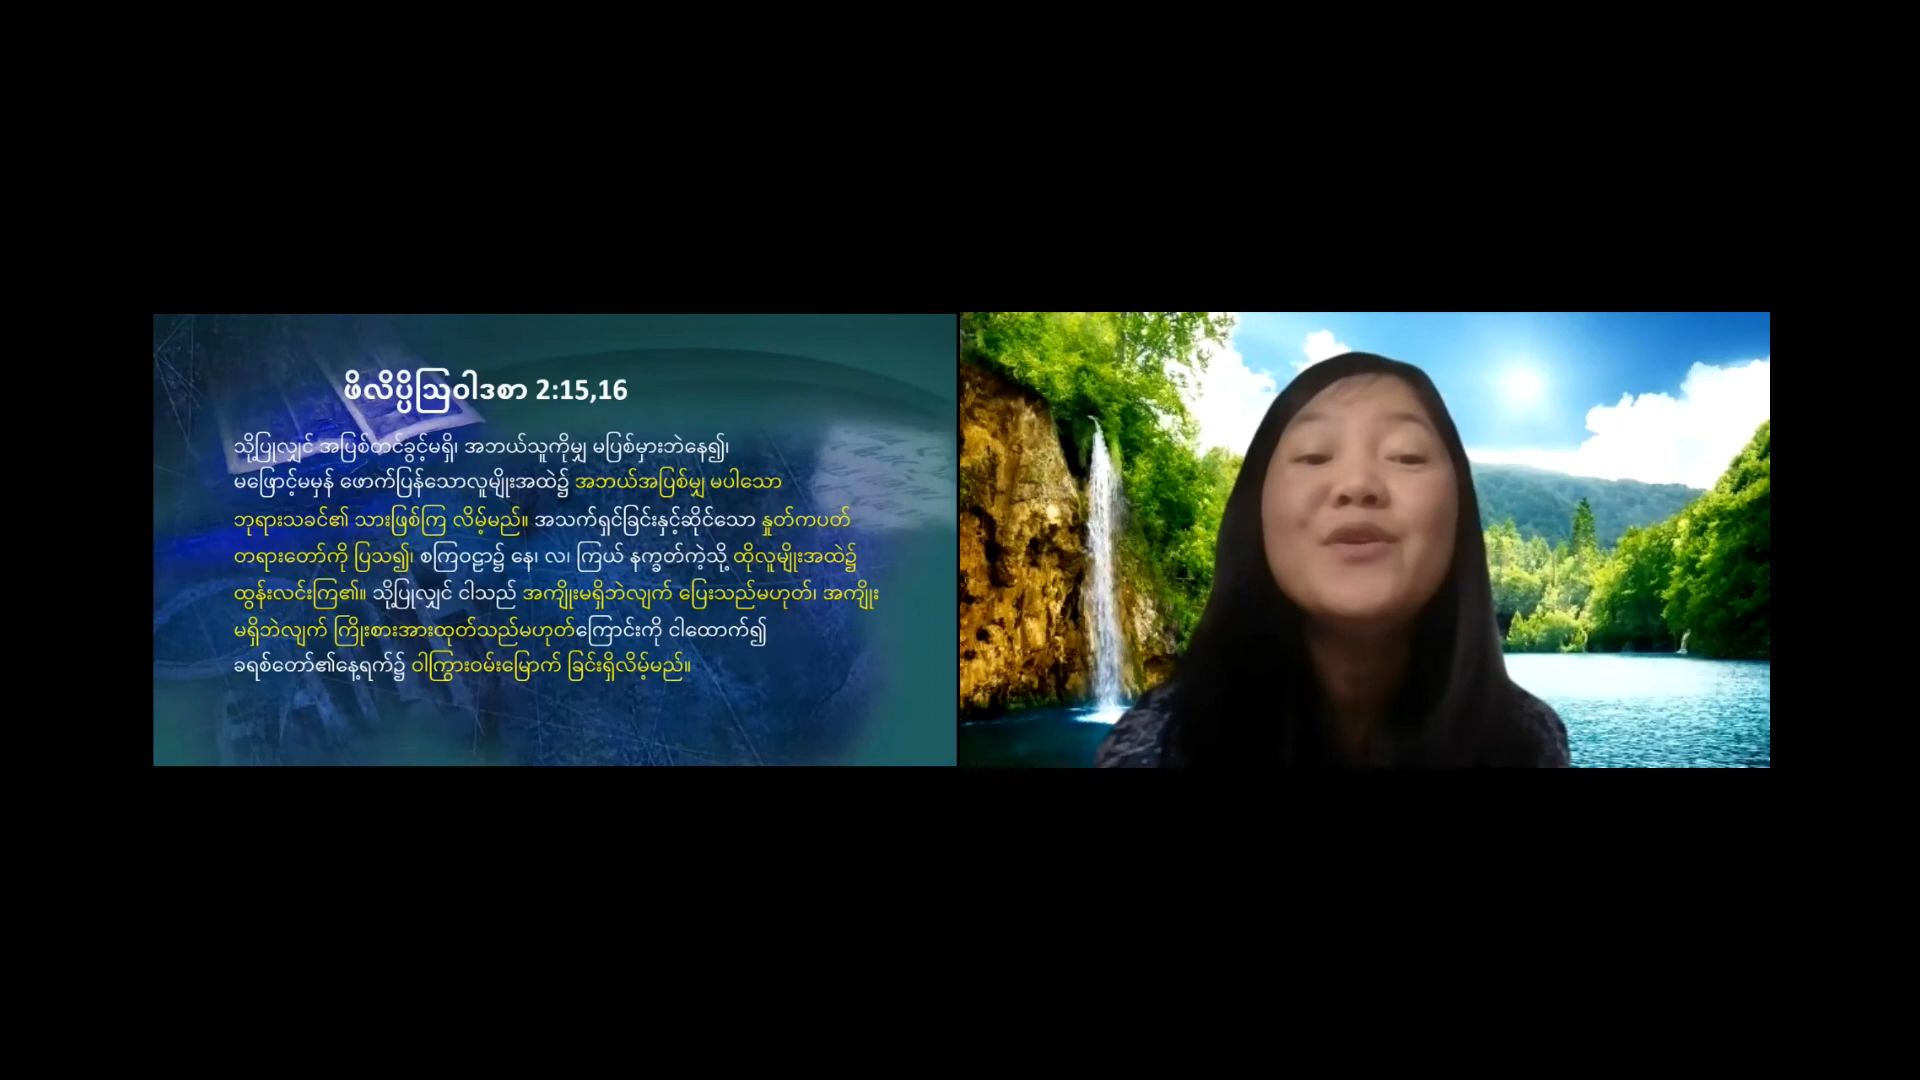 ဖိလိပ္ပိဩဝါဒစာ 2:15,16
သို့ပြုလျှင် အပြစ်တင်ခွင့်မရှိ၊ အဘယ်သူကိုမျှ မပြစ်မှားဘဲနေ၍၊
မဖြောင့်မမှန် ဖောက်ပြန်သောလူမျိုးအထဲ၌ အဘယ်အပြစ်မျှ မပါသော
ဘုရားသခင်၏ သားဖြစ်ကြ လိမ့်မည်။ အသက်ရှင်ခြင်းနှင့်ဆိုင်သော နှုတ်ကပတ်
တရားတော်ကို ပြသ၍၊ စကြဝဠာ၌ နေ၊ လ၊ ကြယ် နက္ခတ်ကဲ့သို့ ထိုလူမျိုးအထဲ၌
ထွန်းလင်းကြ၏။ သို့ပြုလျှင် ငါသည် အကျိုးမရှိဘဲလျက် ပြေးသည်မဟုတ်၊ အကျိုး
မရှိဘဲလျက် ကြိုးစားအားထုတ်သည်မဟုတ်ကြောင်းကို ငါထောက်၍
ခရစ်တော်၏နေ့ရက်၌ ဝါကြွားဝမ်းမြောက် ခြင်းရှိလိမ့်မည်။